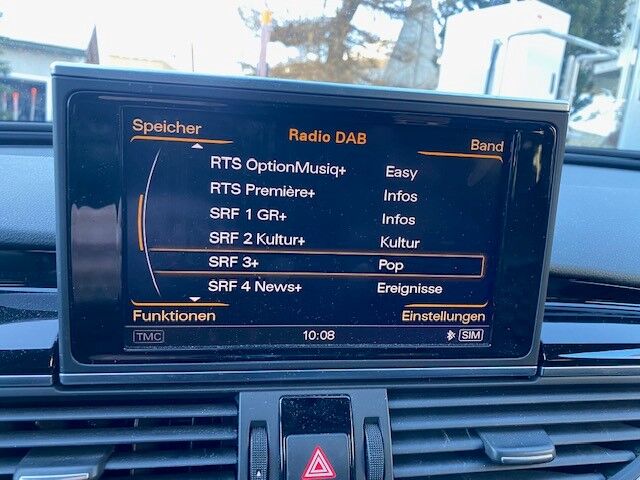 Speicher Radio DAB Band
RTS OptionMusiq+ Easy
RTS Première+ Infos
SRF 1 GR+ Infos
SRF 2 Kultur+ Kultur
SRF 3+ Pop
SRF 4 News+ Ereignisse
Funktionen Einstellungen
TMC 10:08 SIM